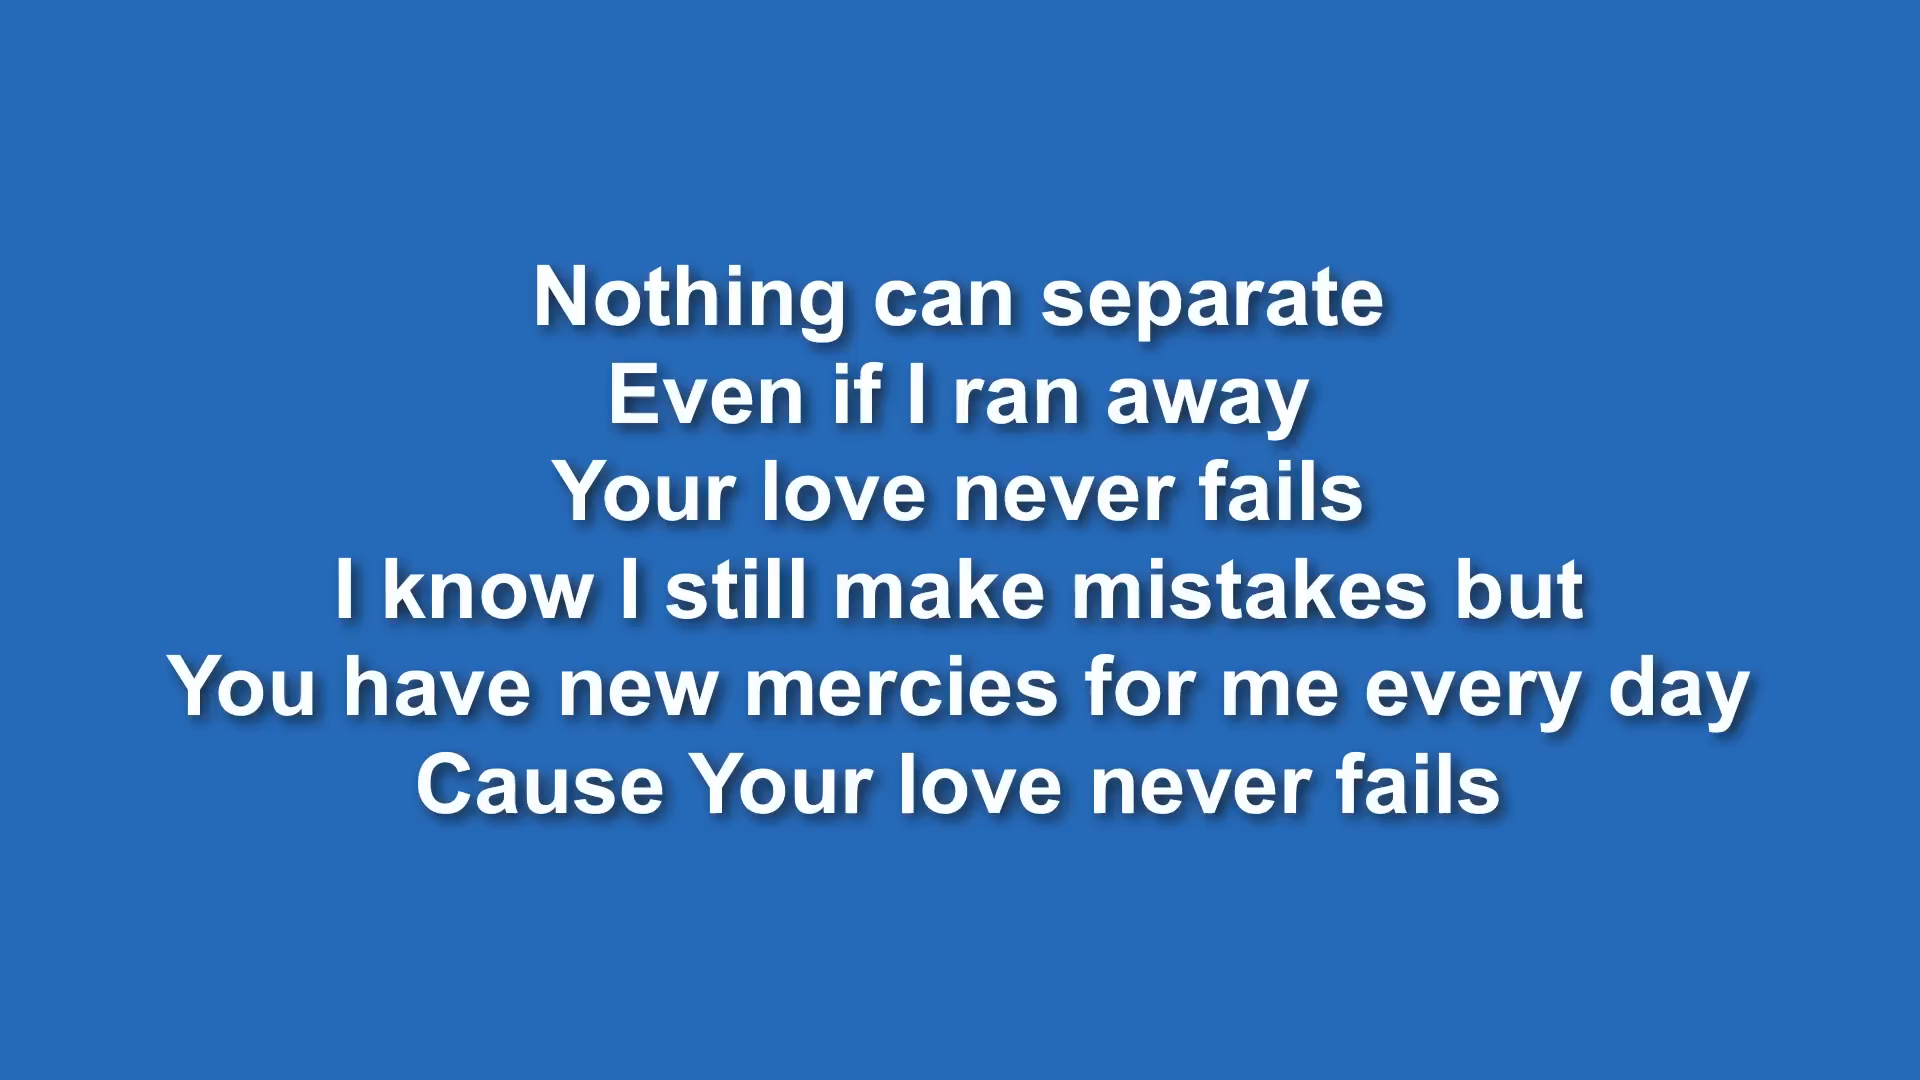 Nothing can separate
Even if I ran away
Your love never fails
I know I still make mistakes but
You have new mercies for me every day
Cause Your love never fails